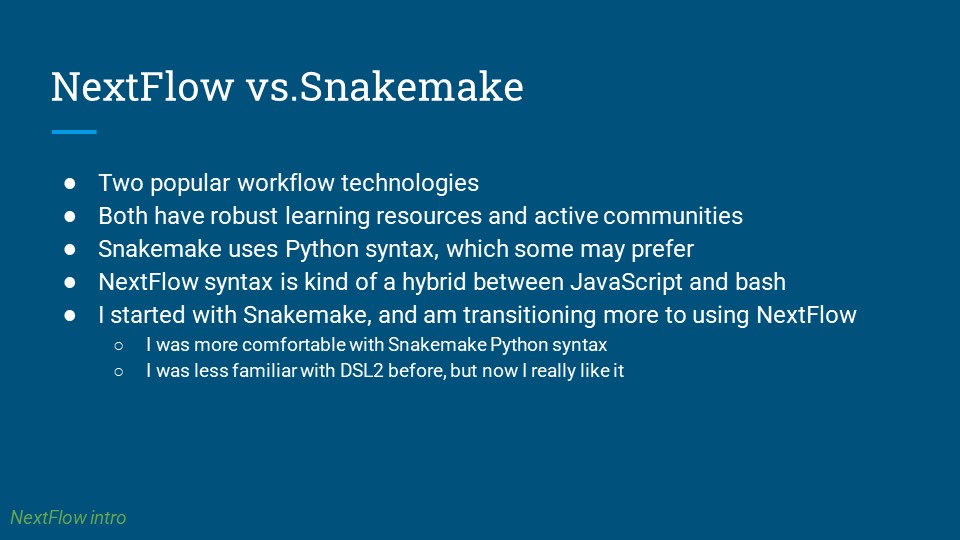 NextFlow vs.Snakemake
● Two popular workflow technologies
● Both have robust learning resources and active communities
● Snakemake uses Python syntax, which some may prefer
● NextFlow syntax is kind of a hybrid between JavaScript and bash
● I started with Snakemake, and am transitioning more to using NextFlow
○ I was more comfortable with Snakemake Python syntax
○ I was less familiar with DSL2 before, but now I really like it
NextFlow intro